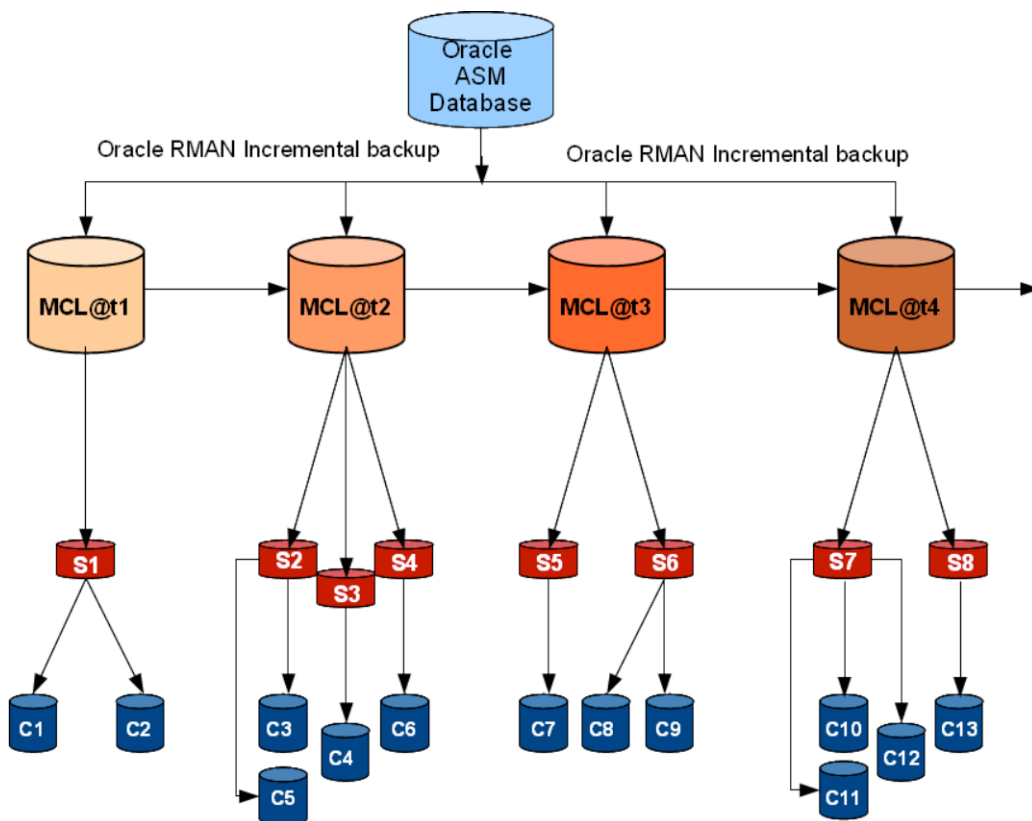 Oracle
ASM
Database
Oracle RMAN Incremental backup
Oracle RMAN Incremental backup
MCL@t1
MCL@t2
MCL@t3
MCL@t4
S1
S2
S3
S4
S5
S6
S7
S8
C1
C2
C3
C4
C5
C6
C7
C8
C9
C10
C11
C12
C13